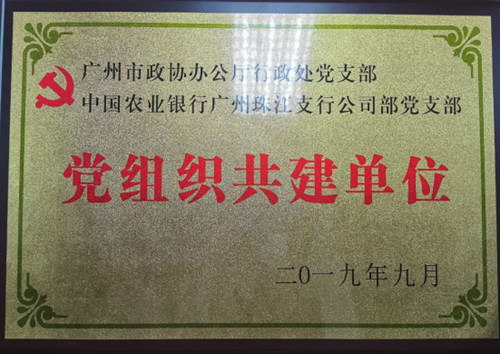 广州市政协办公厅行政处党支部
中国农业银行广州珠江支行公司部党支部
党组织共建单位
二0一九年九月